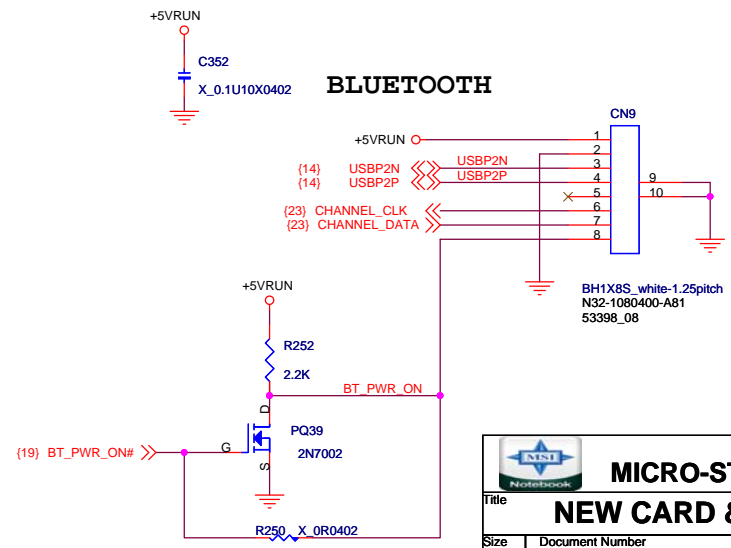 +5VRUN
C352
X_0.1U10X0402
BLUETOOTH
CN9
+5VRUN
1
2
{14} USBP2N USBP2N 3
{14} USBP2P USBP2P 4
9
5
10
{23} CHANNEL_CLK 6
{23} CHANNEL_DATA 7
8
BH1X8S_white-1.25pitch
N32-1080400-A81
53398_08
+5VRUN
R252
2.2K
BT_PWR_ON
D
PQ39
G
2N7002
S
{19} BT_PWR_ON#
R250 X_0R0402
MSI
Notebook
MICRO-ST
Title
NEW CARD &
Size Document Number